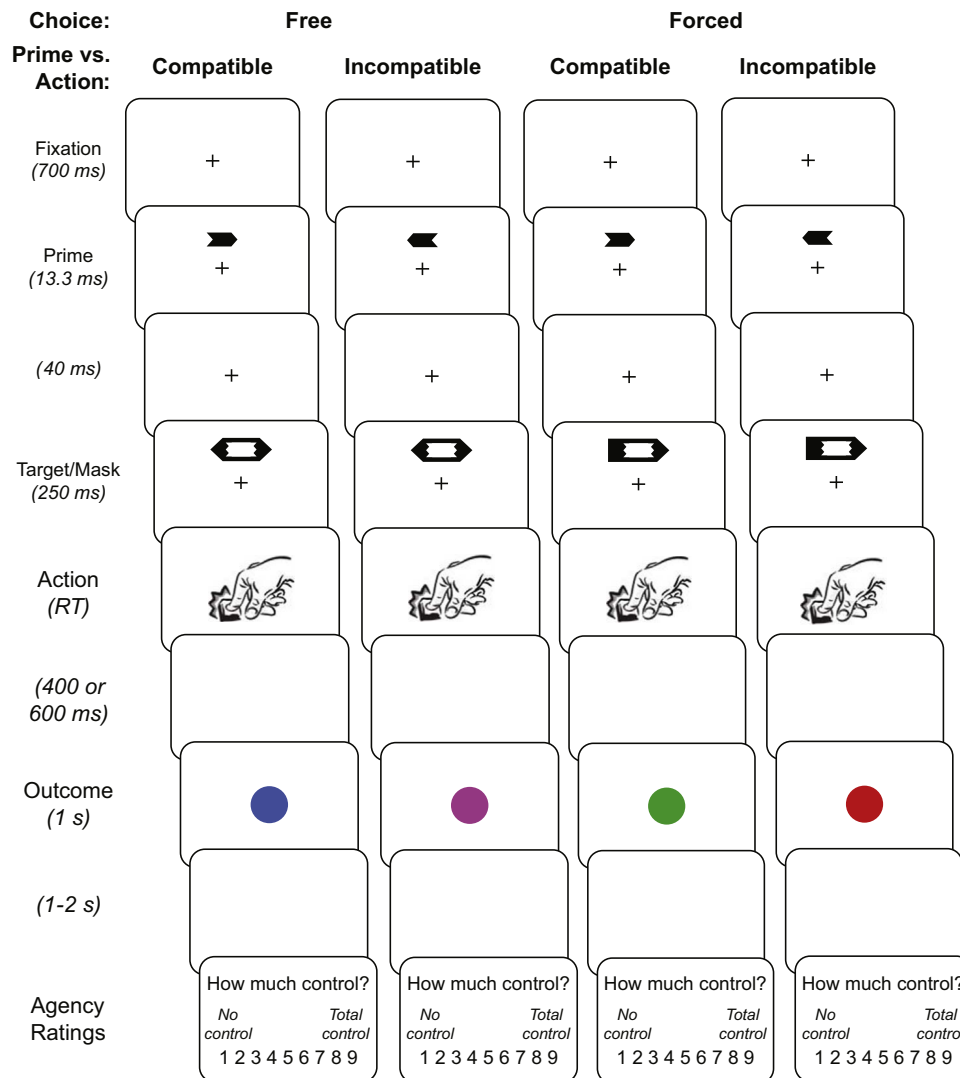 Choice: Free Forced
Prime vs.
Action: Compatible Incompatible Compatible Incompatible
Fixation
(700 ms)
Prime
(13.3 ms)
(40 ms)
Target/Mask
(250 ms)
Action
(RT)
(400 or
600 ms)
Outcome
(1 s)
(1-2 s)
Agency
Ratings
How much control? How much control? How much control? How much control?
No Total No Total No Total No Total
control control control control control control control control
1 2 3 4 5 6 7 8 9 1 2 3 4 5 6 7 8 9 1 2 3 4 5 6 7 8 9 1 2 3 4 5 6 7 8 9